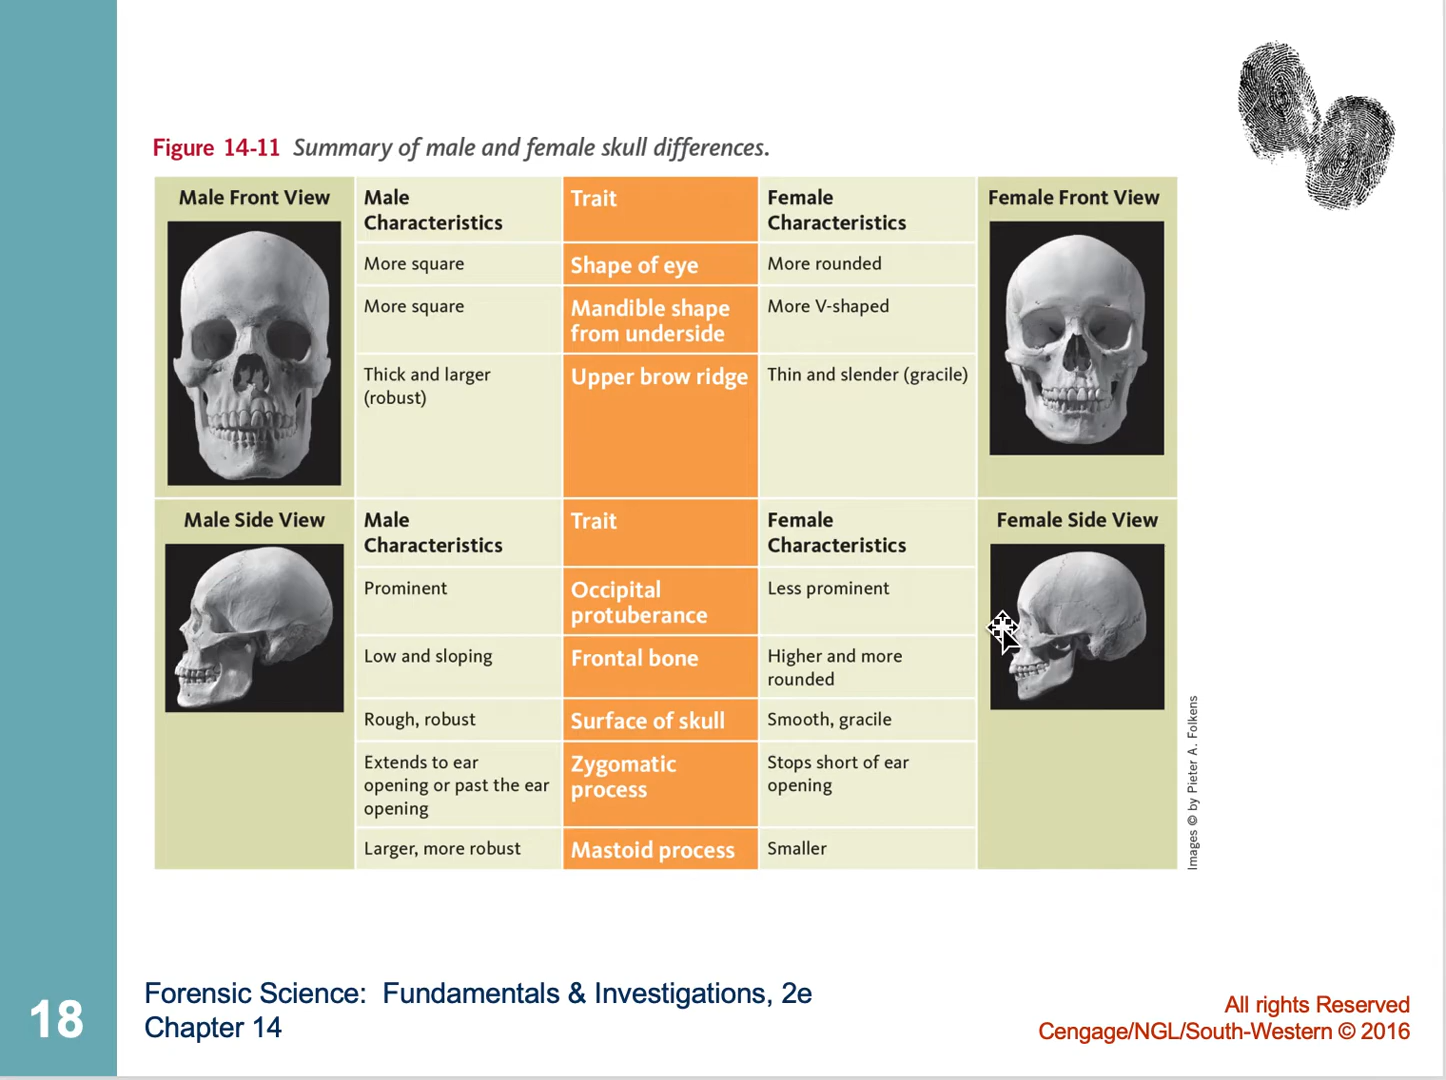 Figure 14-11 Summary of male and female skull differences.
Male Front View
Male
Characteristics
Trait
Female
Characteristics
Female Front View
More square
Shape of eye
More rounded
More square
Mandible shape
from underside
More V-shaped
Thick and larger
(robust)
Upper brow ridge
Thin and slender (gracile)
Male Side View
Male
Characteristics
Trait
Female
Characteristics
Female Side View
Prominent
Occipital
protuberance
Less prominent
Low and sloping
Frontal bone
Higher and more
rounded
Rough, robust
Surface of skull
Smooth, gracile
Extends to ear
opening or past the ear
opening
Zygomatic
process
Stops short of ear
opening
Larger, more robust
Mastoid process
Smaller
Images © by Pieter A. Folkens
18
Forensic Science: Fundamentals & Investigations, 2e
Chapter 14
All rights Reserved
Cengage/NGL/South-Western © 2016